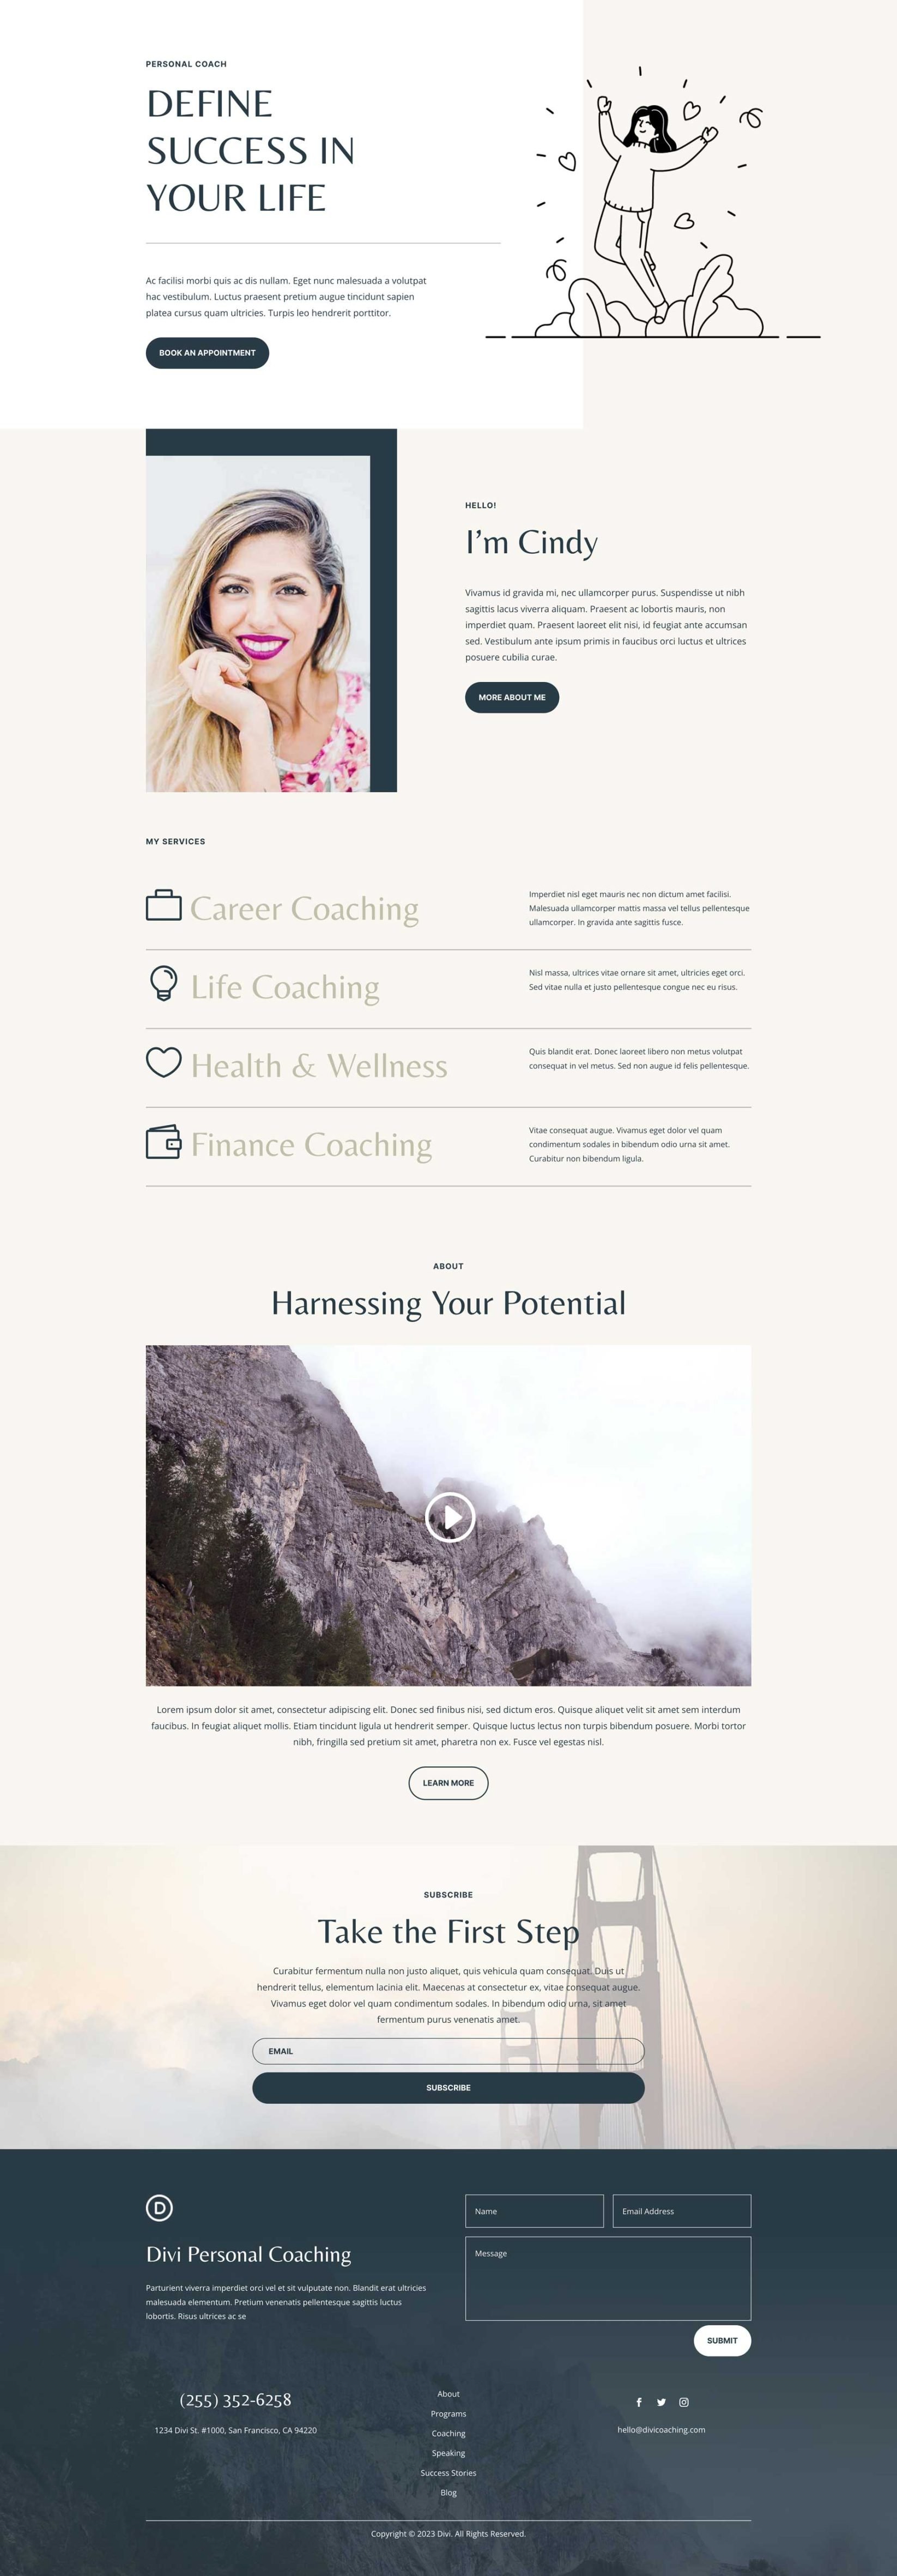 PERSONAL COACH
DEFINE
SUCCESS IN
YOUR LIFE
Ac facilisi morbi quis ac dis nullam. Eget nunc malesuada a volutpat
hac vestibulum. Luctus praesent pretium augue tincidunt sapien
platea cursus quam ultricies. Turpis leo hendrerit porttitor.
BOOK AN APPOINTMENT
HELLO!
I’m Cindy
Vivamus id gravida mi, nec ullamcorper purus. Suspendisse ut nibh
sagittis lacus viverra aliquam. Praesent ac lobortis mauris, non
imperdiet quam. Praesent laoreet elit nisi, id feugiat ante accumsan
sed. Vestibulum ante ipsum primis in faucibus orci luctus et ultrices
posuere cubilia curae.
MORE ABOUT ME
MY SERVICES
Career Coaching
Imperdiet nisl eget mauris nec non dictum amet facilisi.
Malesuada ullamcorper mattis massa vel tellus pellentesque
ullamcorper. In gravida ante sagittis fusce.
Life Coaching
Nisl massa, ultrices vitae ornare sit amet, ultricies eget orci.
Sed vitae nulla et justo pellentesque congue nec eu risus.
Health & Wellness
Quis blandit erat. Donec laoreet libero non metus volutpat
consequat in vel metus. Sed non augue id felis pellentesque.
Finance Coaching
Vitae consequat augue. Vivamus eget dolor vel quam
condimentum sodales in bibendum odio urna sit amet.
Curabitur non bibendum ligula.
ABOUT
Harnessing Your Potential
Lorem ipsum dolor sit amet, consectetur adipiscing elit. Donec sed finibus nisi, sed dictum eros. Quisque aliquet velit sit amet sem interdum
faucibus. In feugiat aliquet mollis. Etiam tincidunt ligula ut hendrerit semper. Quisque luctus lectus non turpis bibendum posuere. Morbi tortor
nibh, fringilla sed pretium sit amet, pharetra non ex. Fusce vel egestas nisl.
LEARN MORE
SUBSCRIBE
Take the First Step
Curabitur fermentum nulla non justo aliquet, quis vehicula quam consequat. Duis ut
hendrerit tellus, elementum lacinia elit. Maecenas at consectetur ex, vitae consequat augue.
Vivamus eget dolor vel quam condimentum sodales. In bibendum odio urna, sit amet
fermentum purus venenatis amet.
EMAIL
SUBSCRIBE
D
Divi Personal Coaching
Parturient viverra imperdiet orci vel et sit vulputate non. Blandit erat ultricies
malesuada elementum. Pretium venenatis pellentesque sagittis luctus
lobortis. Risus ultrices ac se
Name
Email Address
Message
SUBMIT
(255) 352-6258
1234 Divi St. #1000, San Francisco, CA 94220
About
Programs
Coaching
Speaking
Success Stories
Blog
hello@divicoaching.com
Copyright © 2023 Divi. All Rights Reserved.